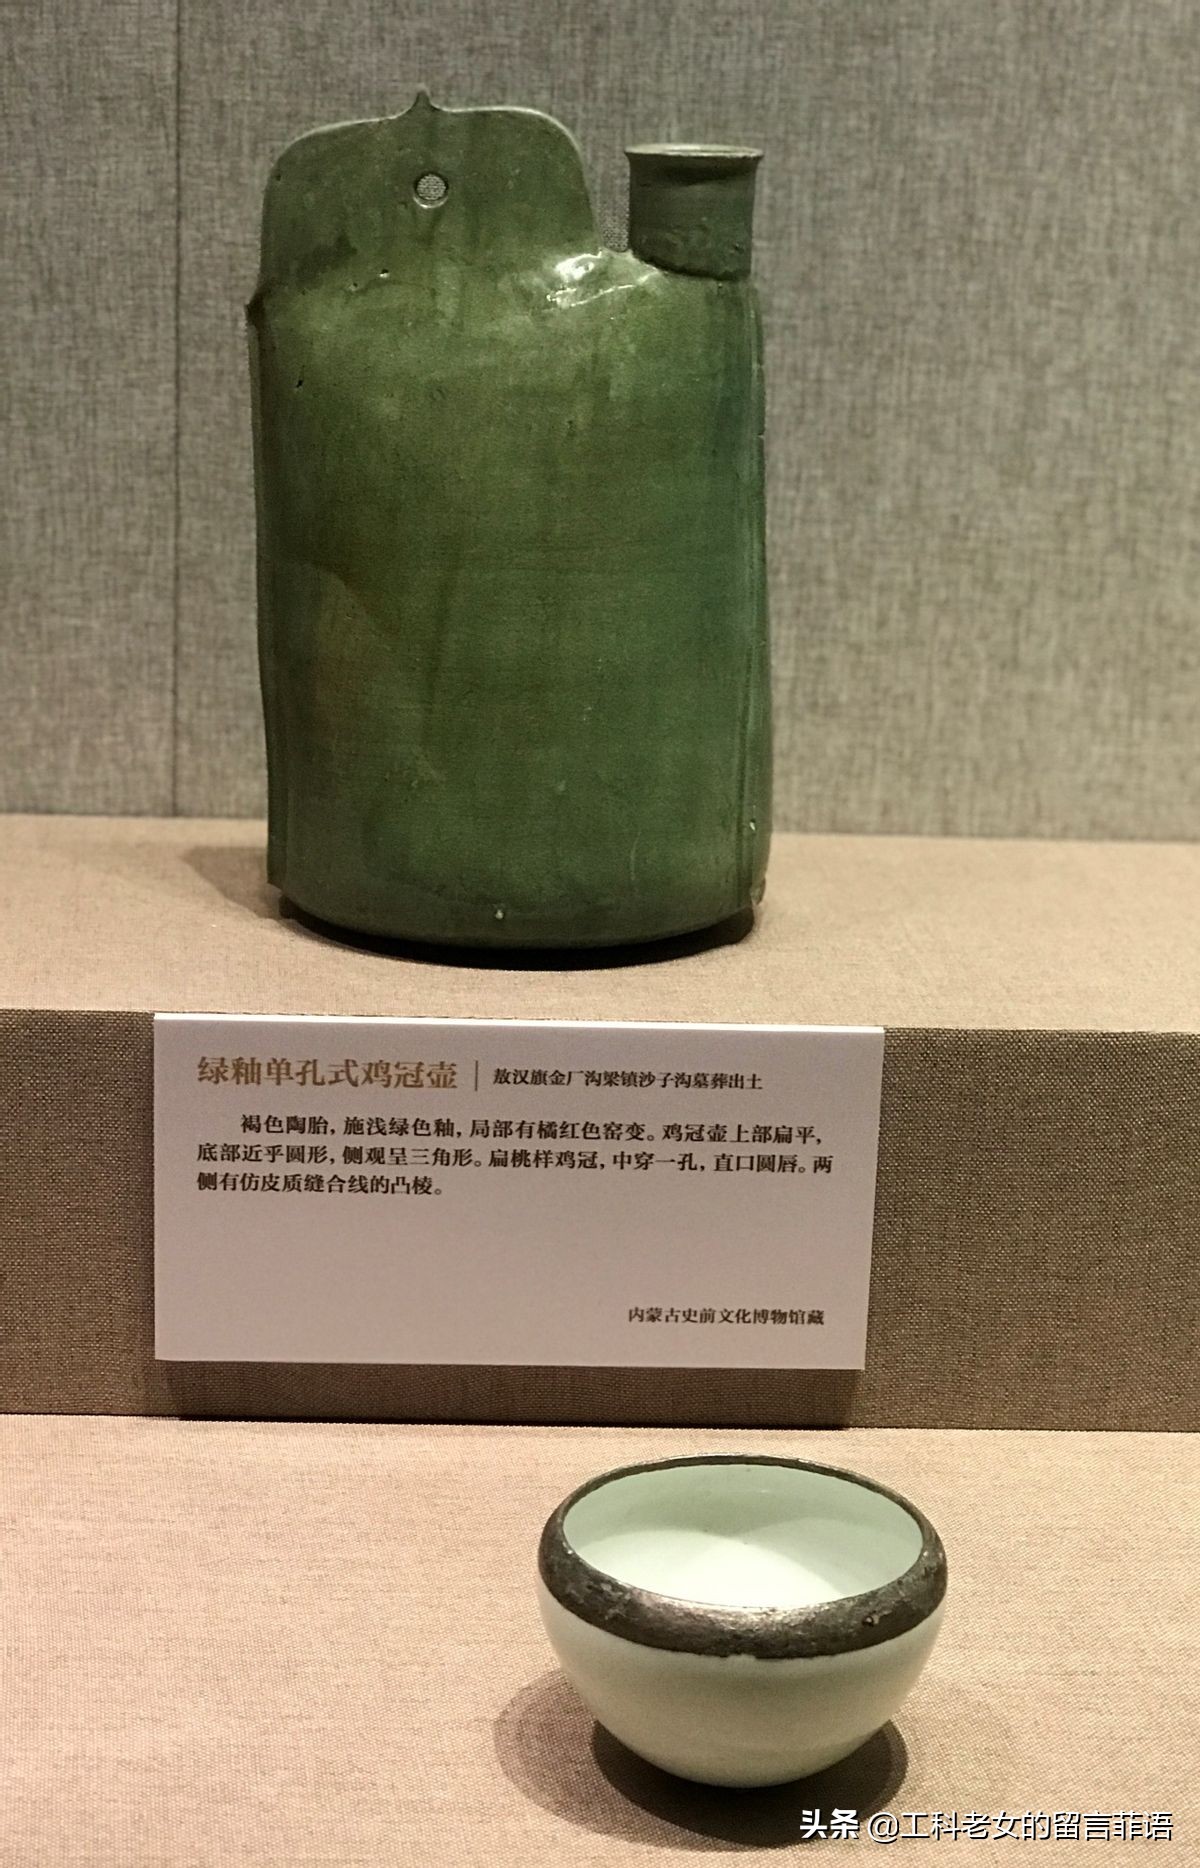 绿釉单孔式鸡冠壶 | 敖汉旗金厂沟梁镇沙子沟墓葬出土
褐色陶胎，施浅绿色釉，局部有橘红色窑变。鸡冠壶上部扁平，
底部近乎圆形，侧观呈三角形。扁桃样鸡冠，中穿一孔，直口圆唇。两
侧有仿皮质缝合线的凸棱。
内蒙古史前文化博物馆藏
头条 @工科老女的留言菲语